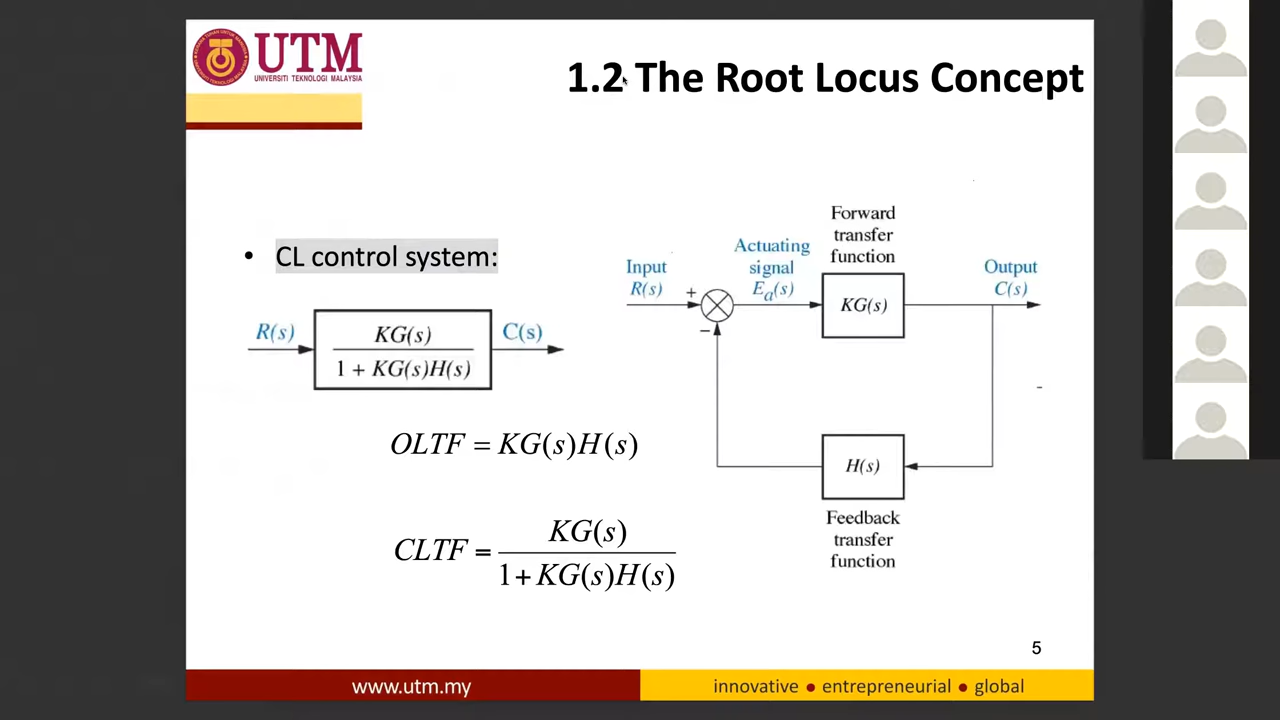 UTM
UNIVERSITI TEKNOLOGI MALAYSIA
1.2 The Root Locus Concept
• CL control system:
R(s)
KG(s)
1 + KG(s)H(s)
C(s)
OLTF = KG(s)H(s)
CLTF =
KG(s)
1+KG(s)H(s)
Forward
transfer
function
Input
R(s)
+
−
Actuating
signal
Ea(s)
KG(s)
Output
C(s)
H(s)
Feedback
transfer
function
5
www.utm.my
innovative ● entrepreneurial ● global